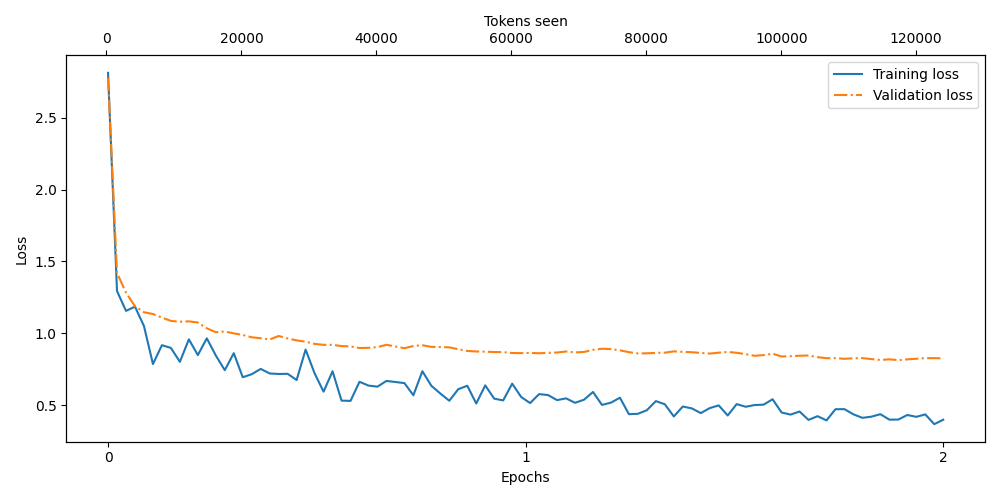 Tokens seen
0 20000 40000 60000 80000 100000 120000
Training loss
Validation loss
2.5
2.0
1.5
1.0
0.5
Loss
0 1 2
Epochs